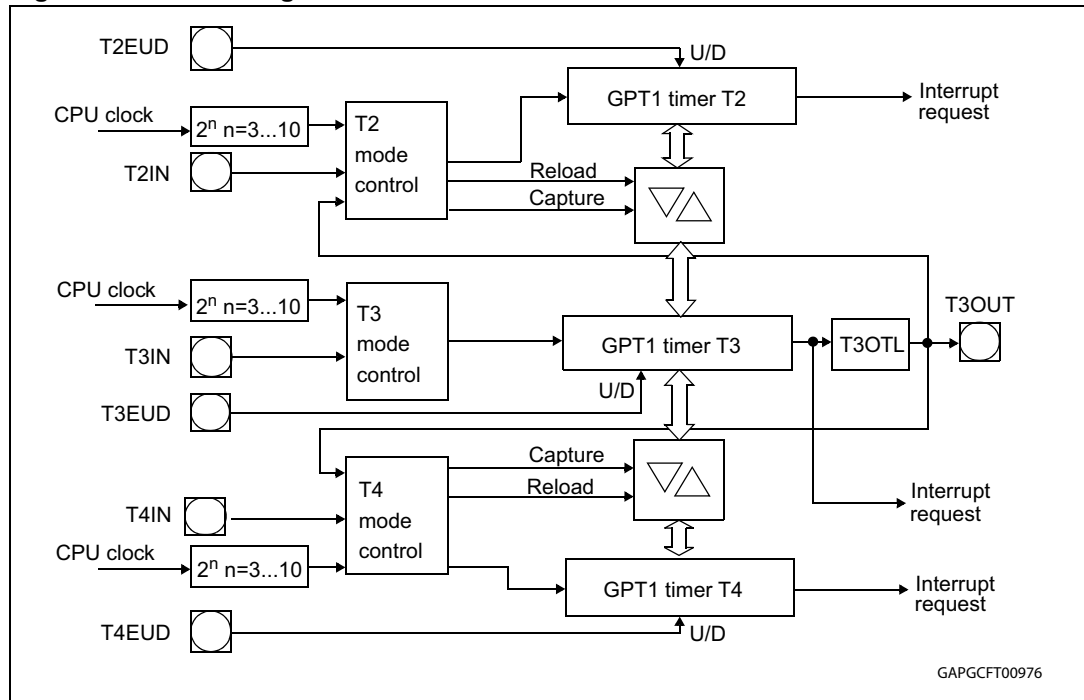 T2EUD
U/D
GPT1 timer T2
Interrupt
request
CPU clock
2ⁿ n=3...10
T2
mode
control
T2IN
Reload
Capture
CPU clock
2ⁿ n=3...10
T3
mode
control
T3IN
GPT1 timer T3
T3OTL
T3OUT
U/D
T3EUD
Capture
Reload
T4
mode
control
T4IN
Interrupt
request
CPU clock
2ⁿ n=3...10
GPT1 timer T4
Interrupt
request
T4EUD
U/D
GAPGCFT00976